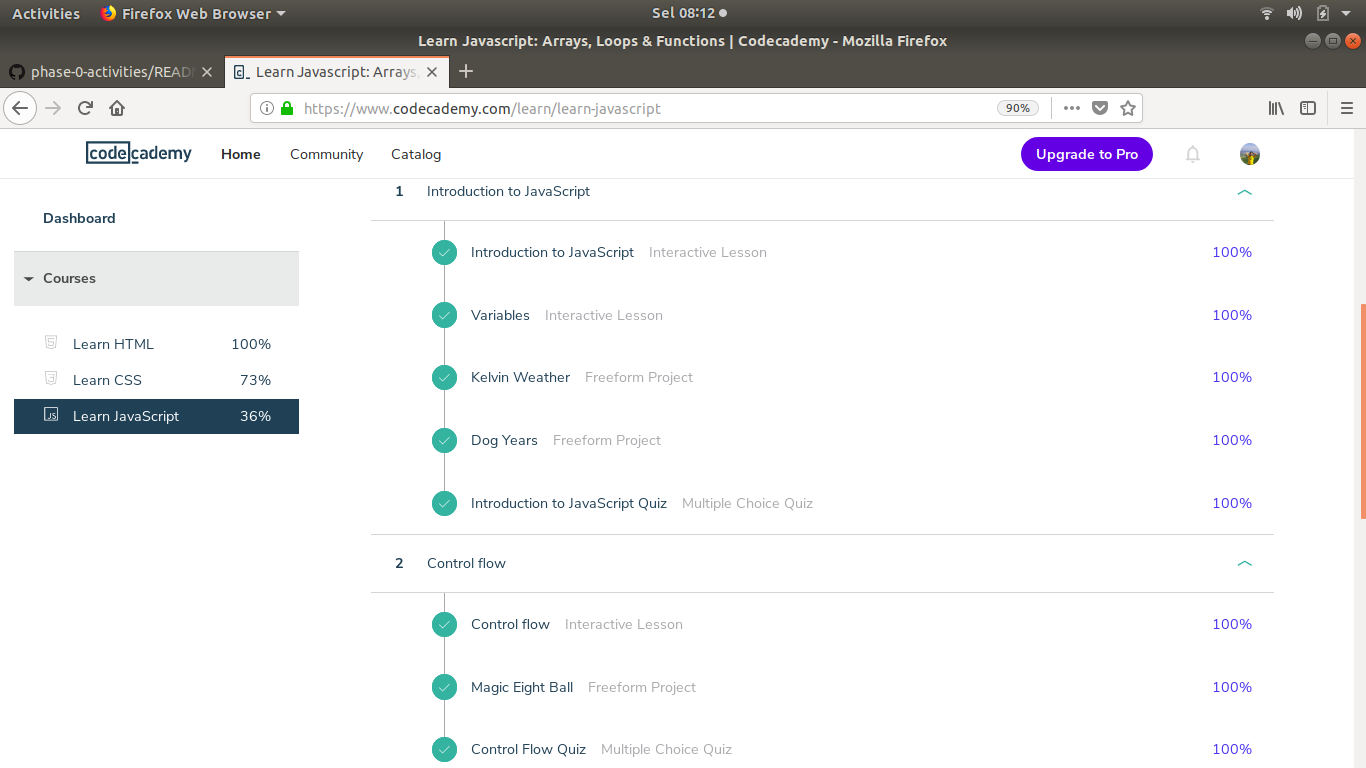 Activities Firefox Web Browser Sel 08:12
Learn Javascript: Arrays, Loops & Functions | Codecademy - Mozilla Firefox
phase-0-activities/READ Learn Javascript: Arrays,
https://www.codecademy.com/learn/learn-javascript 90%
codecademy Home Community Catalog Upgrade to Pro
1 Introduction to JavaScript
Dashboard
Introduction to JavaScript Interactive Lesson 100%
Courses
Variables Interactive Lesson 100%
Learn HTML 100%
Kelvin Weather Freeform Project 100%
Learn CSS 73%
JS Learn JavaScript 36%
Dog Years Freeform Project 100%
Introduction to JavaScript Quiz Multiple Choice Quiz 100%
2 Control flow
Control flow Interactive Lesson 100%
Magic Eight Ball Freeform Project 100%
Control Flow Quiz Multiple Choice Quiz 100%